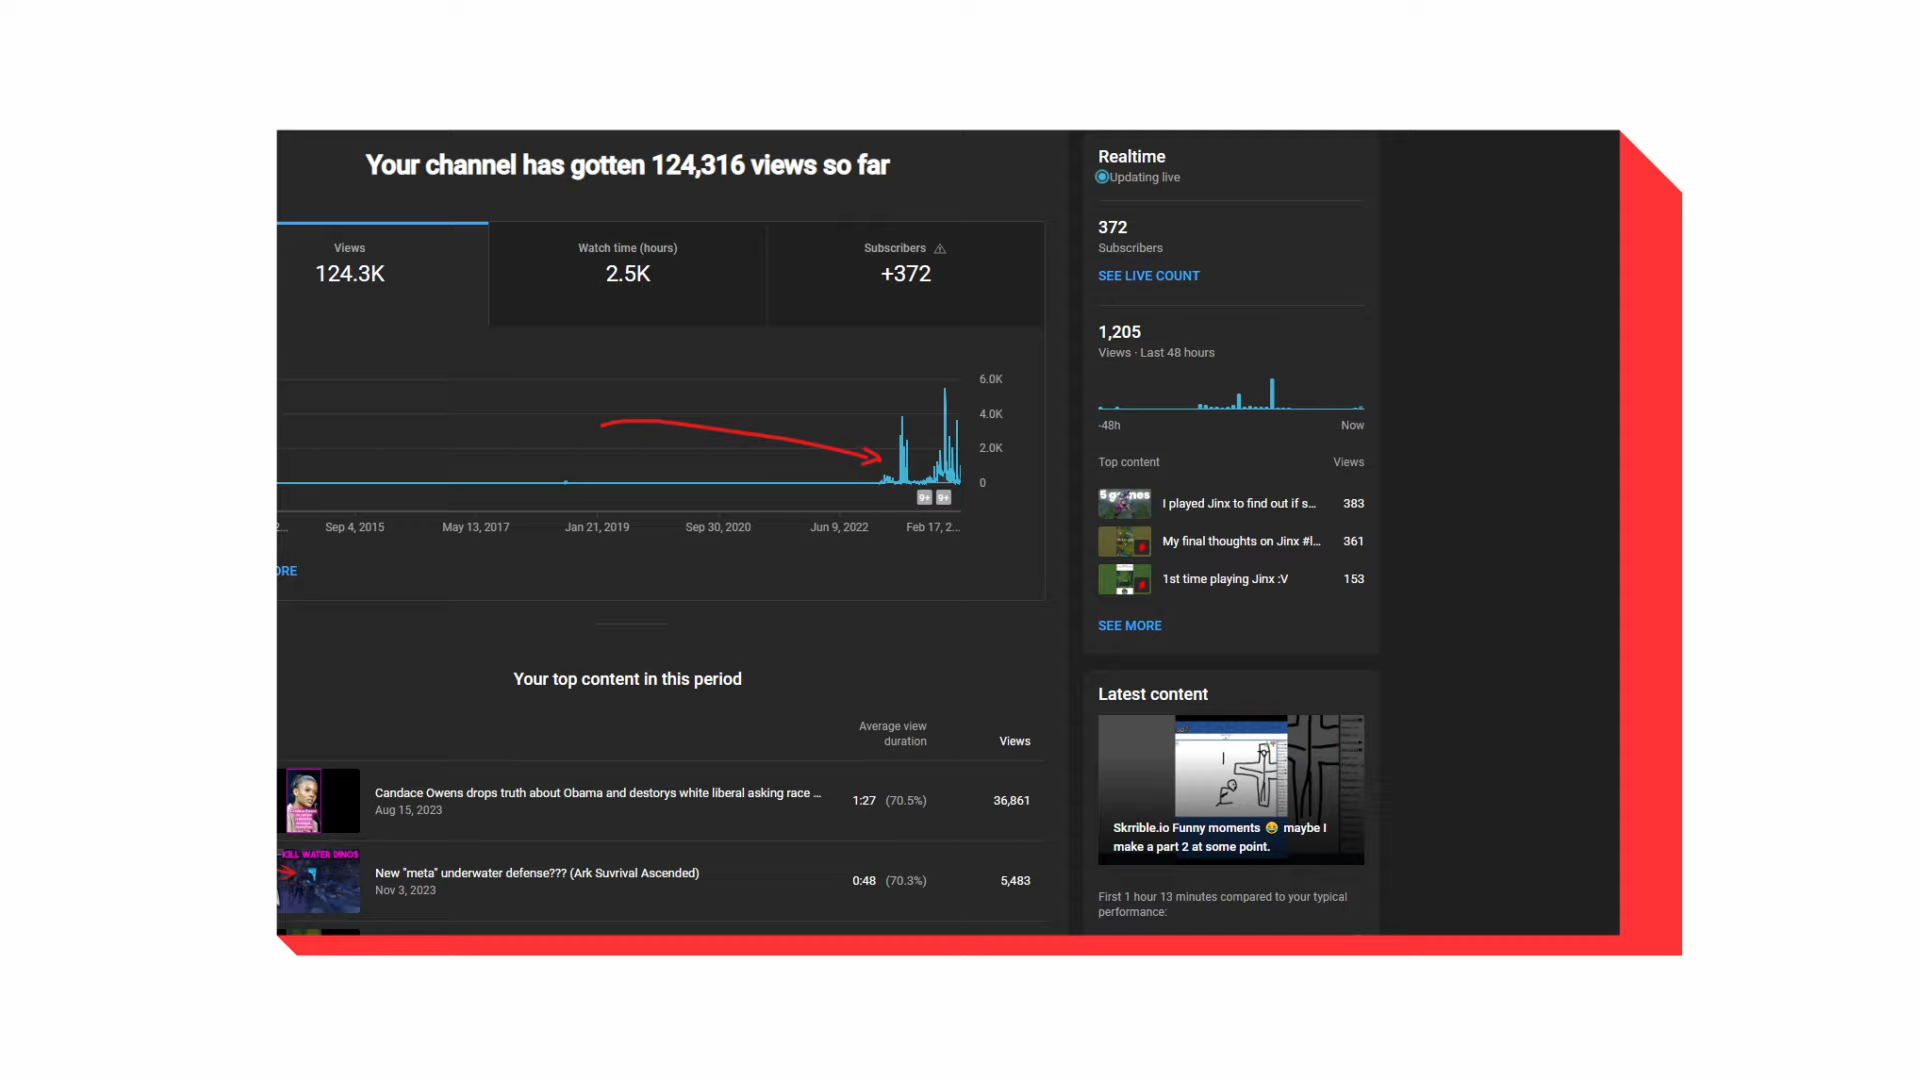 Your channel has gotten 124,316 views so far
Views
124.3K
Watch time (hours)
2.5K
Subscribers
+372
6.0K
4.0K
2.0K
0
9+ 9+
2... Sep 4, 2015 May 13, 2017 Jan 21, 2019 Sep 30, 2020 Jun 9, 2022 Feb 17, 2...
ORE
Your top content in this period
Average view
duration
Views
Candace Owens drops truth about Obama and destorys white liberal asking race ...
Aug 15, 2023
1:27 (70.5%) 36,861
KILL WATER DINOS
New "meta" underwater defense??? (Ark Suvrival Ascended)
Nov 3, 2023
0:48 (70.3%) 5,483
Realtime
Updating live
372
Subscribers
SEE LIVE COUNT
1,205
Views · Last 48 hours
-48h Now
Top content Views
I played Jinx to find out if s... 383
My final thoughts on Jinx #l... 361
1st time playing Jinx :V 153
SEE MORE
Latest content
Skrrible.io Funny moments 😂 maybe I
make a part 2 at some point.
First 1 hour 13 minutes compared to your typical
performance: